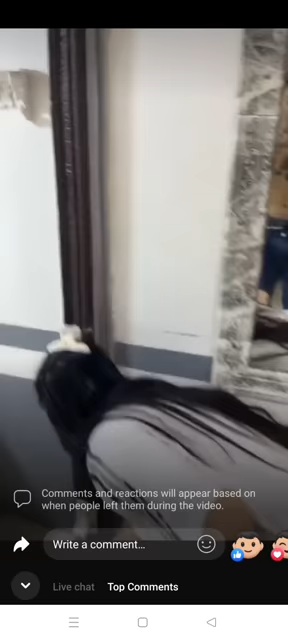 Comments and reactions will appear based on
when people left them during the video.
Write a comment...
Live chat Top Comments